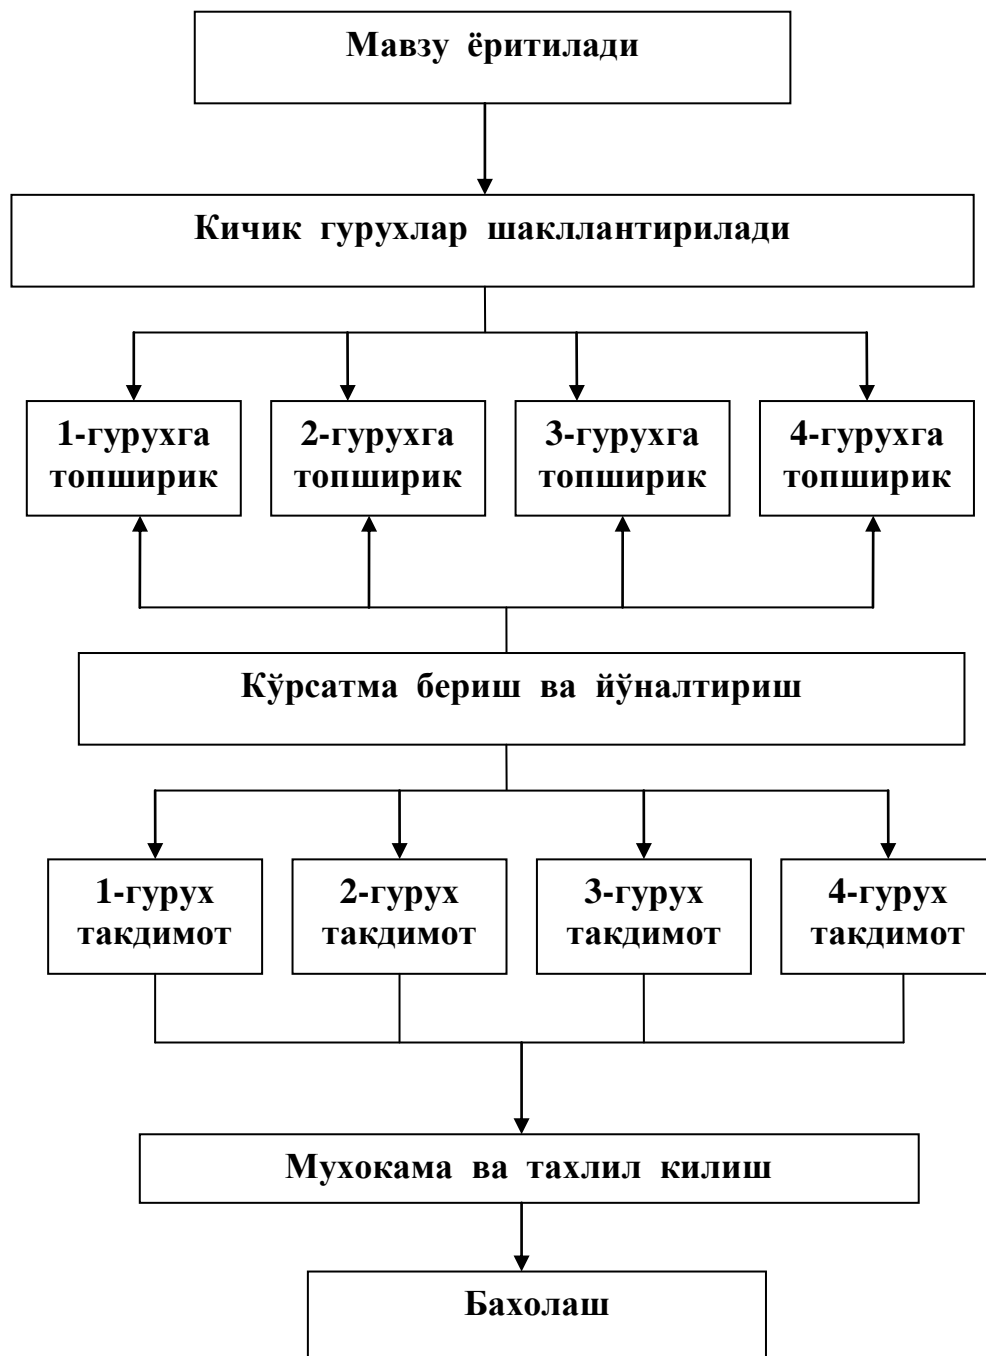 Мавзу ёритилади
Кичик гурухлар шакллантирилади
1-гурухга
топширик
2-гурухга
топширик
3-гурухга
топширик
4-гурухга
топширик
Кўрсатма бериш ва йўналтириш
1-гурух
такдимот
2-гурух
такдимот
3-гурух
такдимот
4-гурух
такдимот
Мухокама ва тахлил килиш
Бахолаш